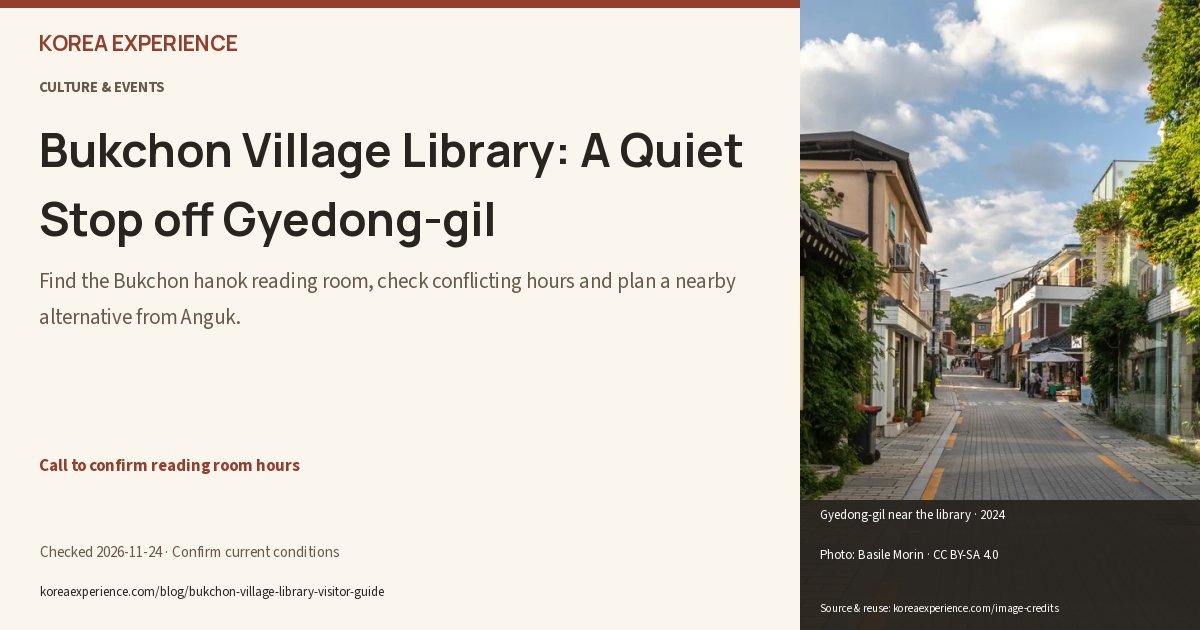 KOREA EXPERIENCE
CULTURE & EVENTS
Bukchon Village Library: A Quiet
Stop off Gyedong-gil
Find the Bukchon hanok reading room, check conflicting hours and plan a nearby
alternative from Anguk.
Call to confirm reading room hours
Checked 2026-11-24 · Confirm current conditions
koreaexperience.com/blog/bukchon-village-library-visitor-guide
Gyedong-gil near the library · 2024
Photo: Basile Morin · CC BY-SA 4.0
Source & reuse: koreaexperience.com/image-credits